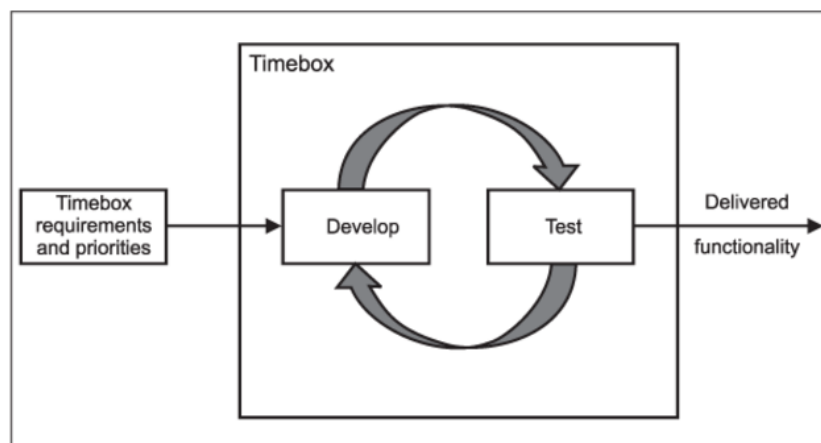 Timebox
Timebox
requirements
and priorities
Develop
Test
Delivered
functionality